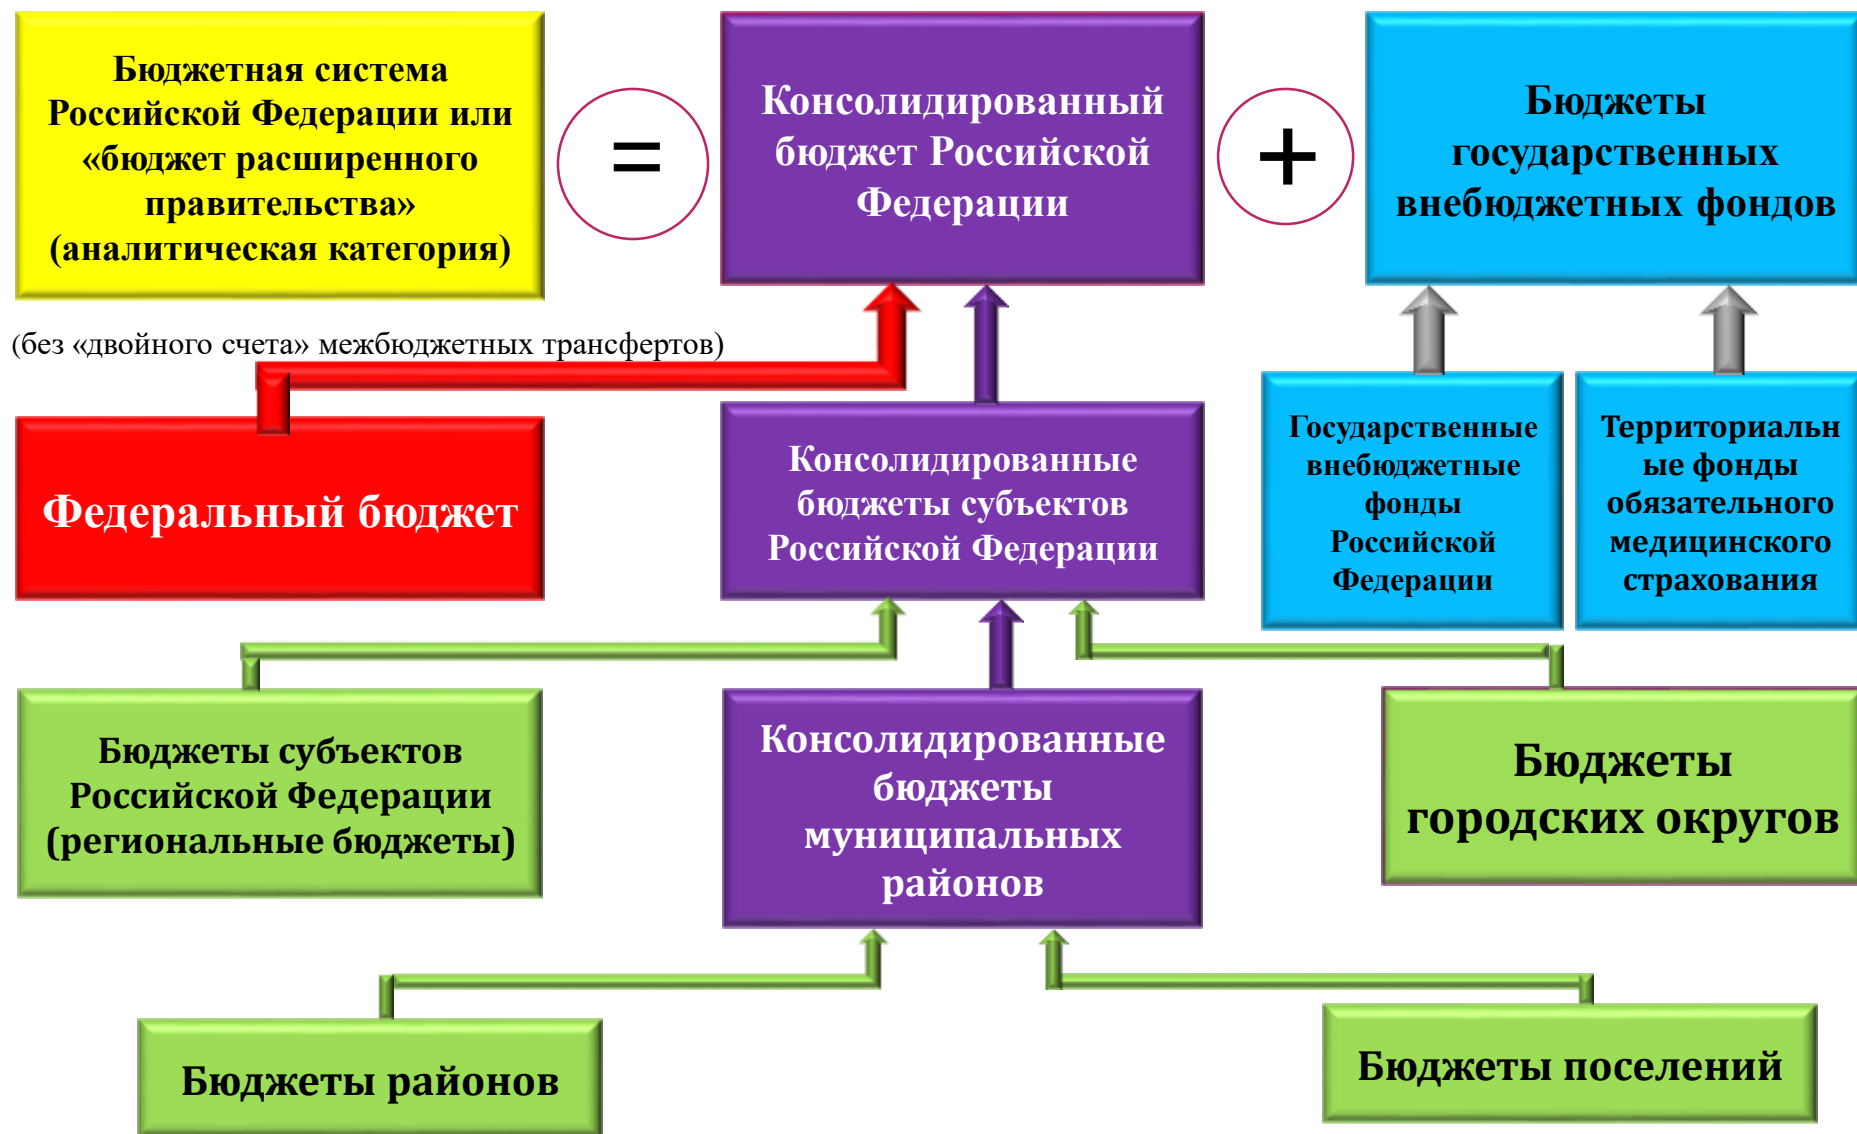 Бюджетная система
Российской Федерации или
«бюджет расширенного
правительства»
(аналитическая категория)
=
Консолидированный
бюджет Российской
Федерации
+
Бюджеты
государственных
внебюджетных фондов
(без «двойного счета» межбюджетных трансфертов)
Федеральный бюджет
Консолидированные
бюджеты субъектов
Российской Федерации
Государственные
внебюджетные
фонды
Российской
Федерации
Территориальн
ые фонды
обязательного
медицинского
страхования
Бюджеты субъектов
Российской Федерации
(региональные бюджеты)
Консолидированные
бюджеты
муниципальных
районов
Бюджеты
городских округов
Бюджеты районов
Бюджеты поселений